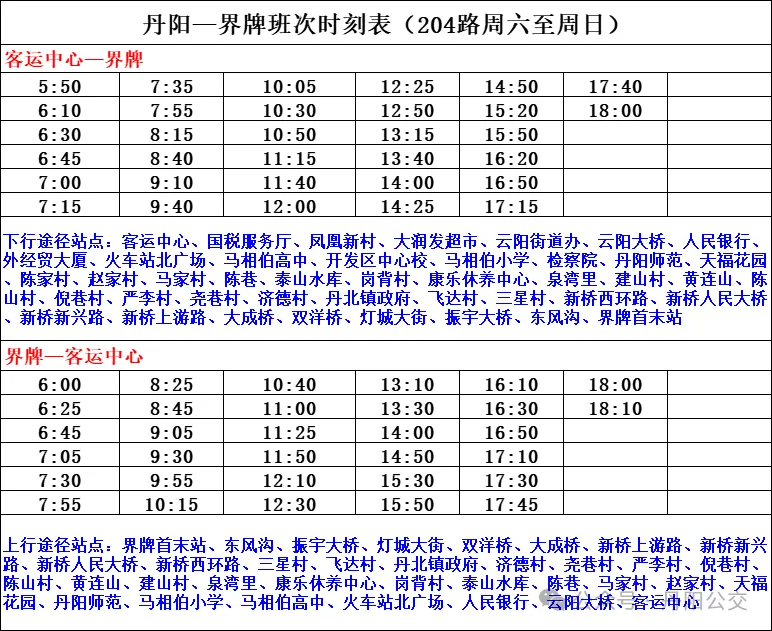 丹阳—界牌班次时刻表（204路周六至周日）
客运中心—界牌
5:50 7:35 10:05 12:25 14:50 17:40
6:10 7:55 10:30 12:50 15:20 18:00
6:30 8:15 10:50 13:15 15:50
6:45 8:40 11:15 13:40 16:20
7:00 9:10 11:40 14:00 16:50
7:15 9:40 12:00 14:25 17:15
下行途径站点：客运中心、国税服务厅、凤凰新村、大润发超市、云阳街道办、云阳大桥、人民银行、
外经贸大厦、火车站北广场、马相伯高中、开发区中心校、马相伯小学、检察院、丹阳师范、天福花园
、陈家村、赵家村、马家村、陈巷、泰山水库、岗背村、康乐休养中心、泉湾里、建山村、黄连山、陈
山村、倪巷村、严李村、尧巷村、济德村、丹北镇政府、飞达村、三星村、新桥西环路、新桥人民大桥
、新桥新兴路、新桥上游路、大成桥、双洋桥、灯城大街、振宇大桥、东风沟、界牌首末站
界牌—客运中心
6:00 8:25 10:40 13:10 16:10 18:00
6:25 8:45 11:00 13:30 16:30 18:10
6:45 9:05 11:25 14:00 16:50
7:05 9:30 11:50 14:50 17:10
7:30 9:55 12:10 15:30 17:30
7:55 10:15 12:30 15:50 17:45
上行途径站点：界牌首末站、东风沟、振宇大桥、灯城大街、双洋桥、大成桥、新桥上游路、新桥新兴
路、新桥人民大桥、新桥西环路、三星村、飞达村、丹北镇政府、济德村、尧巷村、严李村、倪巷村、
陈山村、黄连山、建山村、泉湾里、康乐休养中心、岗背村、泰山水库、陈巷、马家村、赵家村、天福
花园、丹阳师范、马相伯小学、马相伯高中、火车站北广场、人民银行、云阳大桥、客运中心
公众号·丹阳公交